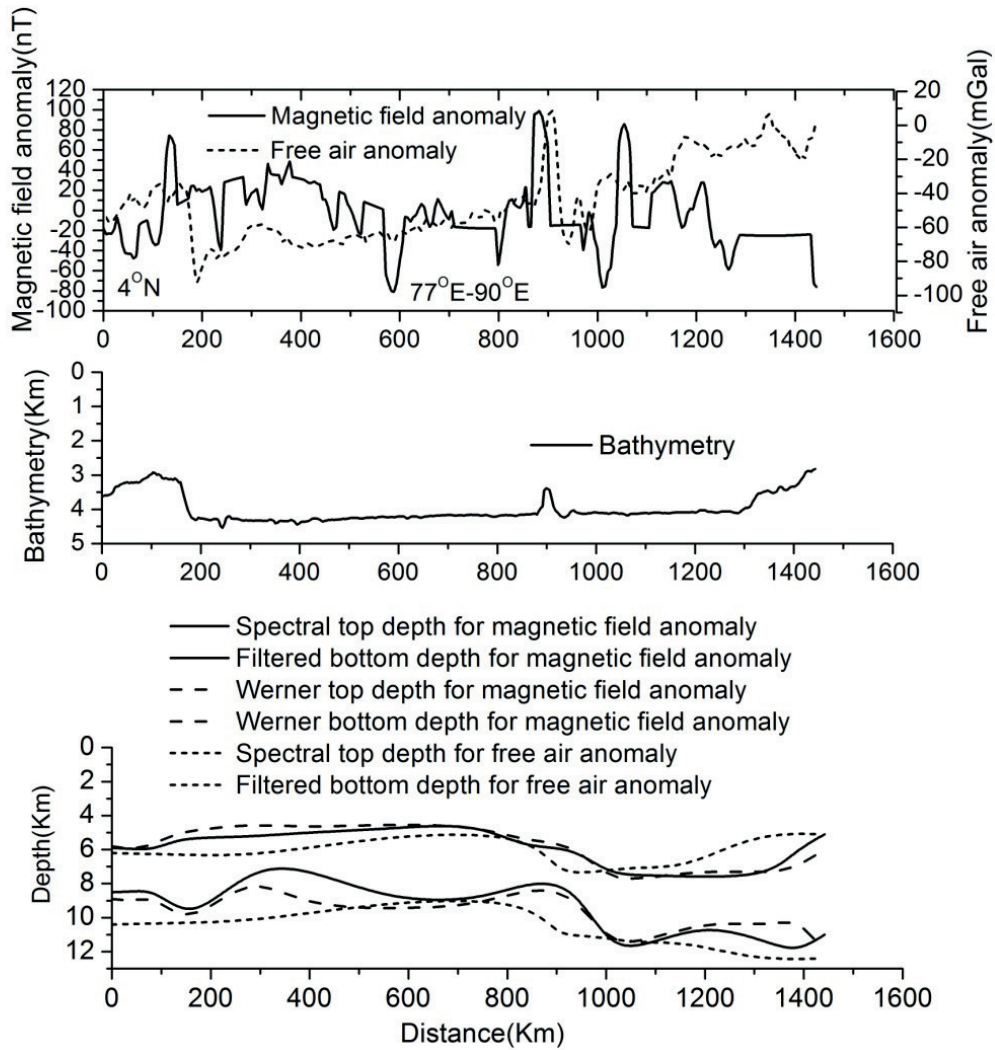 Magnetic field anomaly(nT)
120
100
80
60
40
20
0
-20
-40
-60
-80
-100
Magnetic field anomaly
Free air anomaly
4ᴼN
77ᴼE-90ᴼE
20
0
-20
-40
-60
-80
-100
Free air anomaly(mGal)
0 200 400 600 800 1000 1200 1400 1600
Bathymetry(Km)
0
1
2
3
4
5
Bathymetry
0 200 400 600 800 1000 1200 1400 1600
Spectral top depth for magnetic field anomaly
Filtered bottom depth for magnetic field anomaly
Werner top depth for magnetic field anomaly
Werner bottom depth for magnetic field anomaly
Spectral top depth for free air anomaly
Filtered bottom depth for free air anomaly
Depth(Km)
0
2
4
6
8
10
12
0 200 400 600 800 1000 1200 1400 1600
Distance(Km)